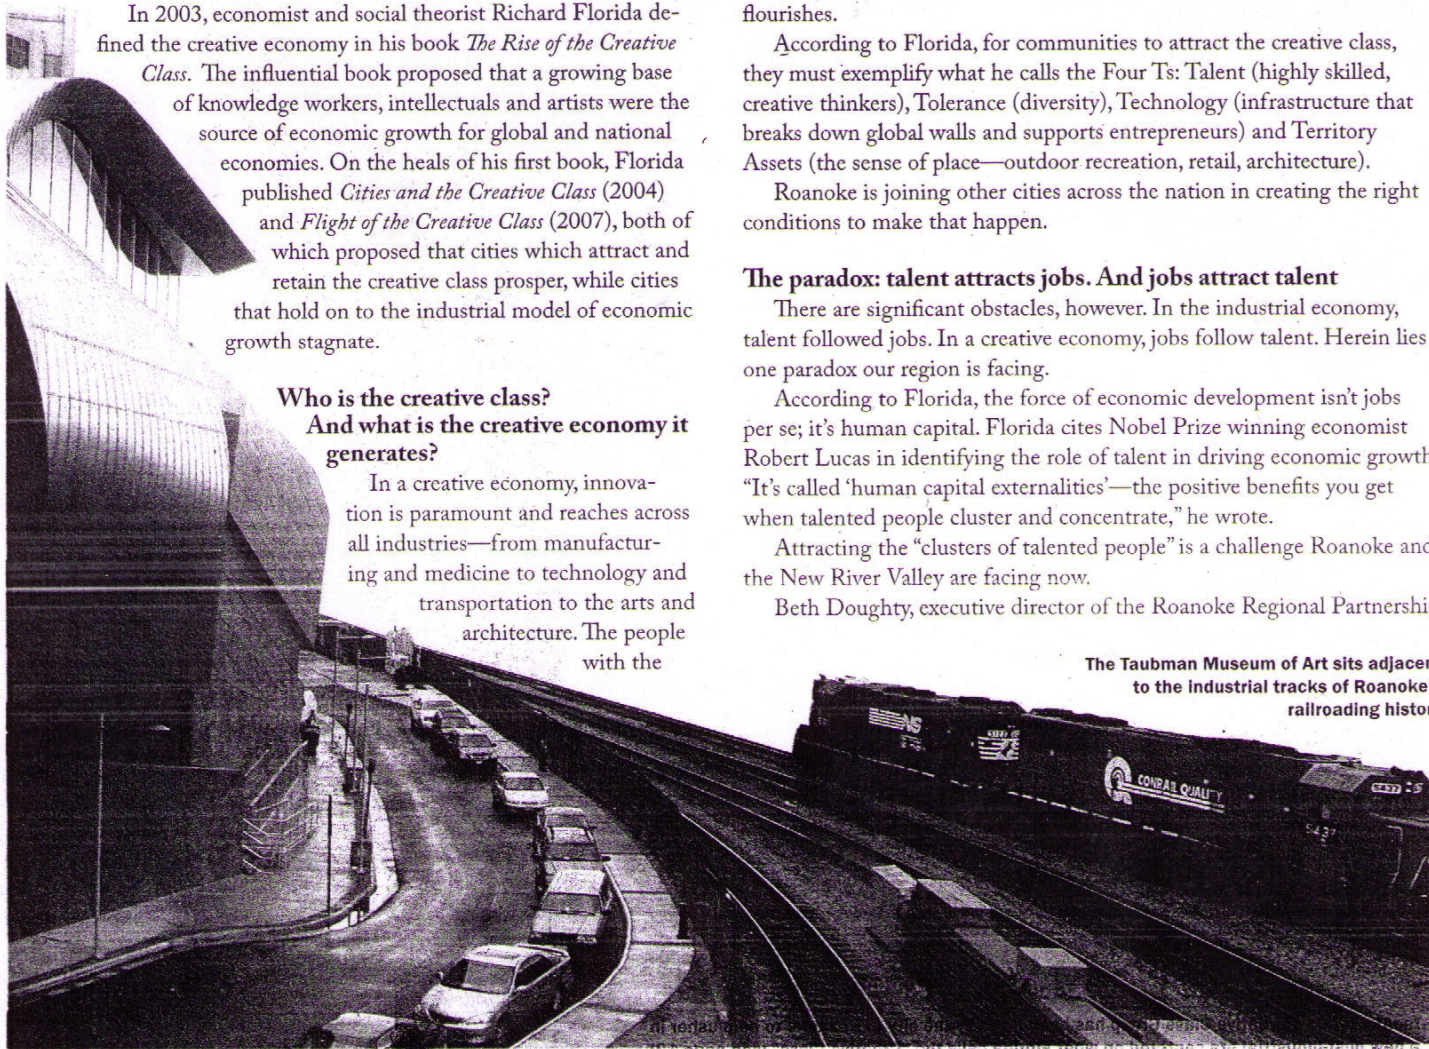 In 2003, economist and social theorist Richard Florida de-
fined the creative economy in his book The Rise of the Creative
Class. The influential book proposed that a growing base
of knowledge workers, intellectuals and artists were the
source of economic growth for global and national
economies. On the heals of his first book, Florida
published Cities and the Creative Class (2004)
and Flight of the Creative Class (2007), both of
which proposed that cities which attract and
retain the creative class prosper, while cities
that hold on to the industrial model of economic
growth stagnate.
Who is the creative class?
And what is the creative economy it
generates?
In a creative economy, innova-
tion is paramount and reaches across
all industries—from manufactur-
ing and medicine to technology and
transportation to the arts and
architecture. The people
with the
flourishes.
According to Florida, for communities to attract the creative class,
they must exemplify what he calls the Four Ts: Talent (highly skilled,
creative thinkers), Tolerance (diversity), Technology (infrastructure that
breaks down global walls and supports entrepreneurs) and Territory
Assets (the sense of place—outdoor recreation, retail, architecture).
Roanoke is joining other cities across the nation in creating the right
conditions to make that happen.
The paradox: talent attracts jobs. And jobs attract talent
There are significant obstacles, however. In the industrial economy,
talent followed jobs. In a creative economy, jobs follow talent. Herein lies
one paradox our region is facing.
According to Florida, the force of economic development isn't jobs
per se; it's human capital. Florida cites Nobel Prize winning economist
Robert Lucas in identifying the role of talent in driving economic growth
"It's called 'human capital externalities'—the positive benefits you get
when talented people cluster and concentrate," he wrote.
Attracting the "clusters of talented people" is a challenge Roanoke and
the New River Valley are facing now.
Beth Doughty, executive director of the Roanoke Regional Partnershi
The Taubman Museum of Art sits adjacen
to the industrial tracks of Roanoke
railroading histor
NS
CONRAIL QUALITY
5437
5437